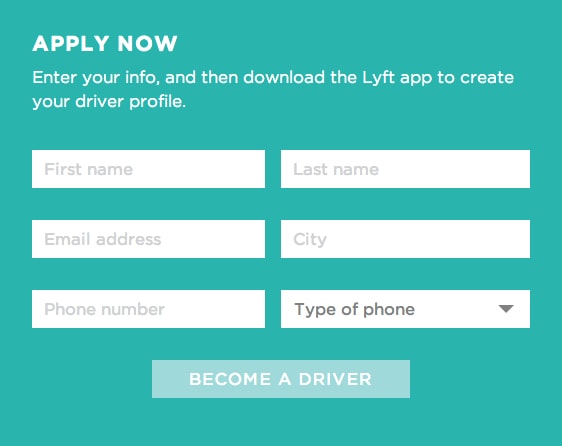 APPLY NOW
Enter your info, and then download the Lyft app to create
your driver profile.
First name
Last name
Email address
City
Phone number
Type of phone
BECOME A DRIVER